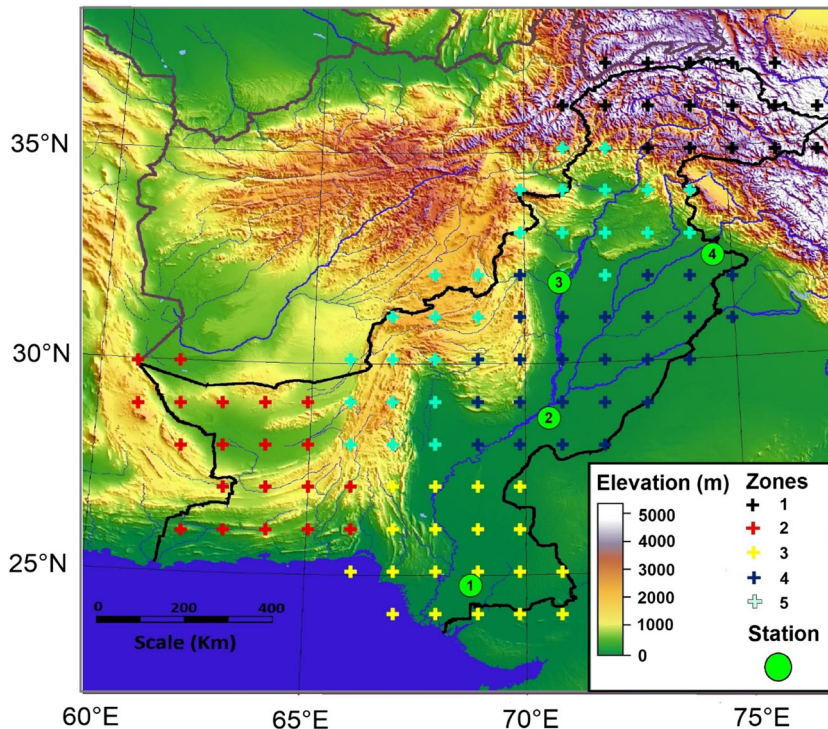 35°N
30°N
25°N
60°E
65°E
70°E
75°E
4
3
2
1
0 200 400
Scale (Km)
Elevation (m)
5000
4000
3000
2000
1000
0
Zones
1
2
3
4
5
Station